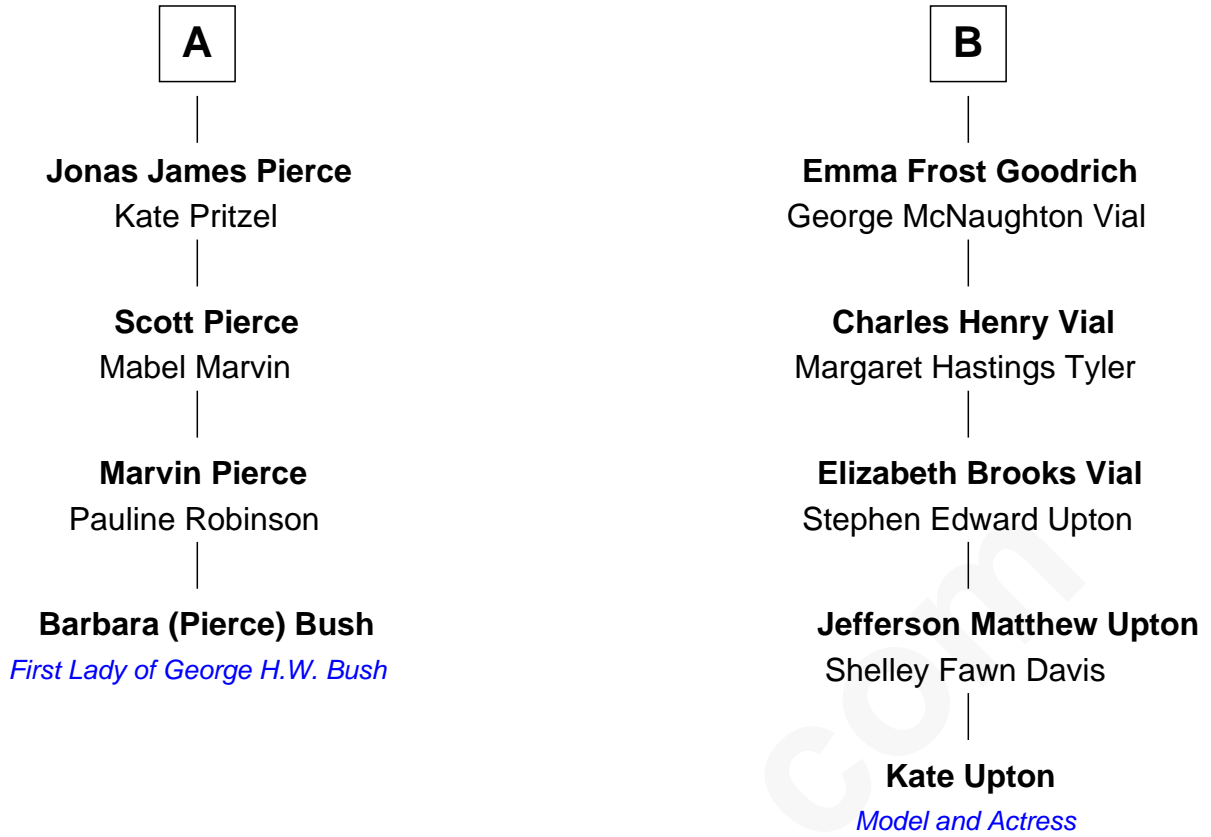 A
Jonas James Pierce
Kate Pritzel
Scott Pierce
Mabel Marvin
Marvin Pierce
Pauline Robinson
Barbara (Pierce) Bush
First Lady of George H.W. Bush
B
Emma Frost Goodrich
George McNaughton Vial
Charles Henry Vial
Margaret Hastings Tyler
Elizabeth Brooks Vial
Stephen Edward Upton
Jefferson Matthew Upton
Shelley Fawn Davis
Kate Upton
Model and Actress
com